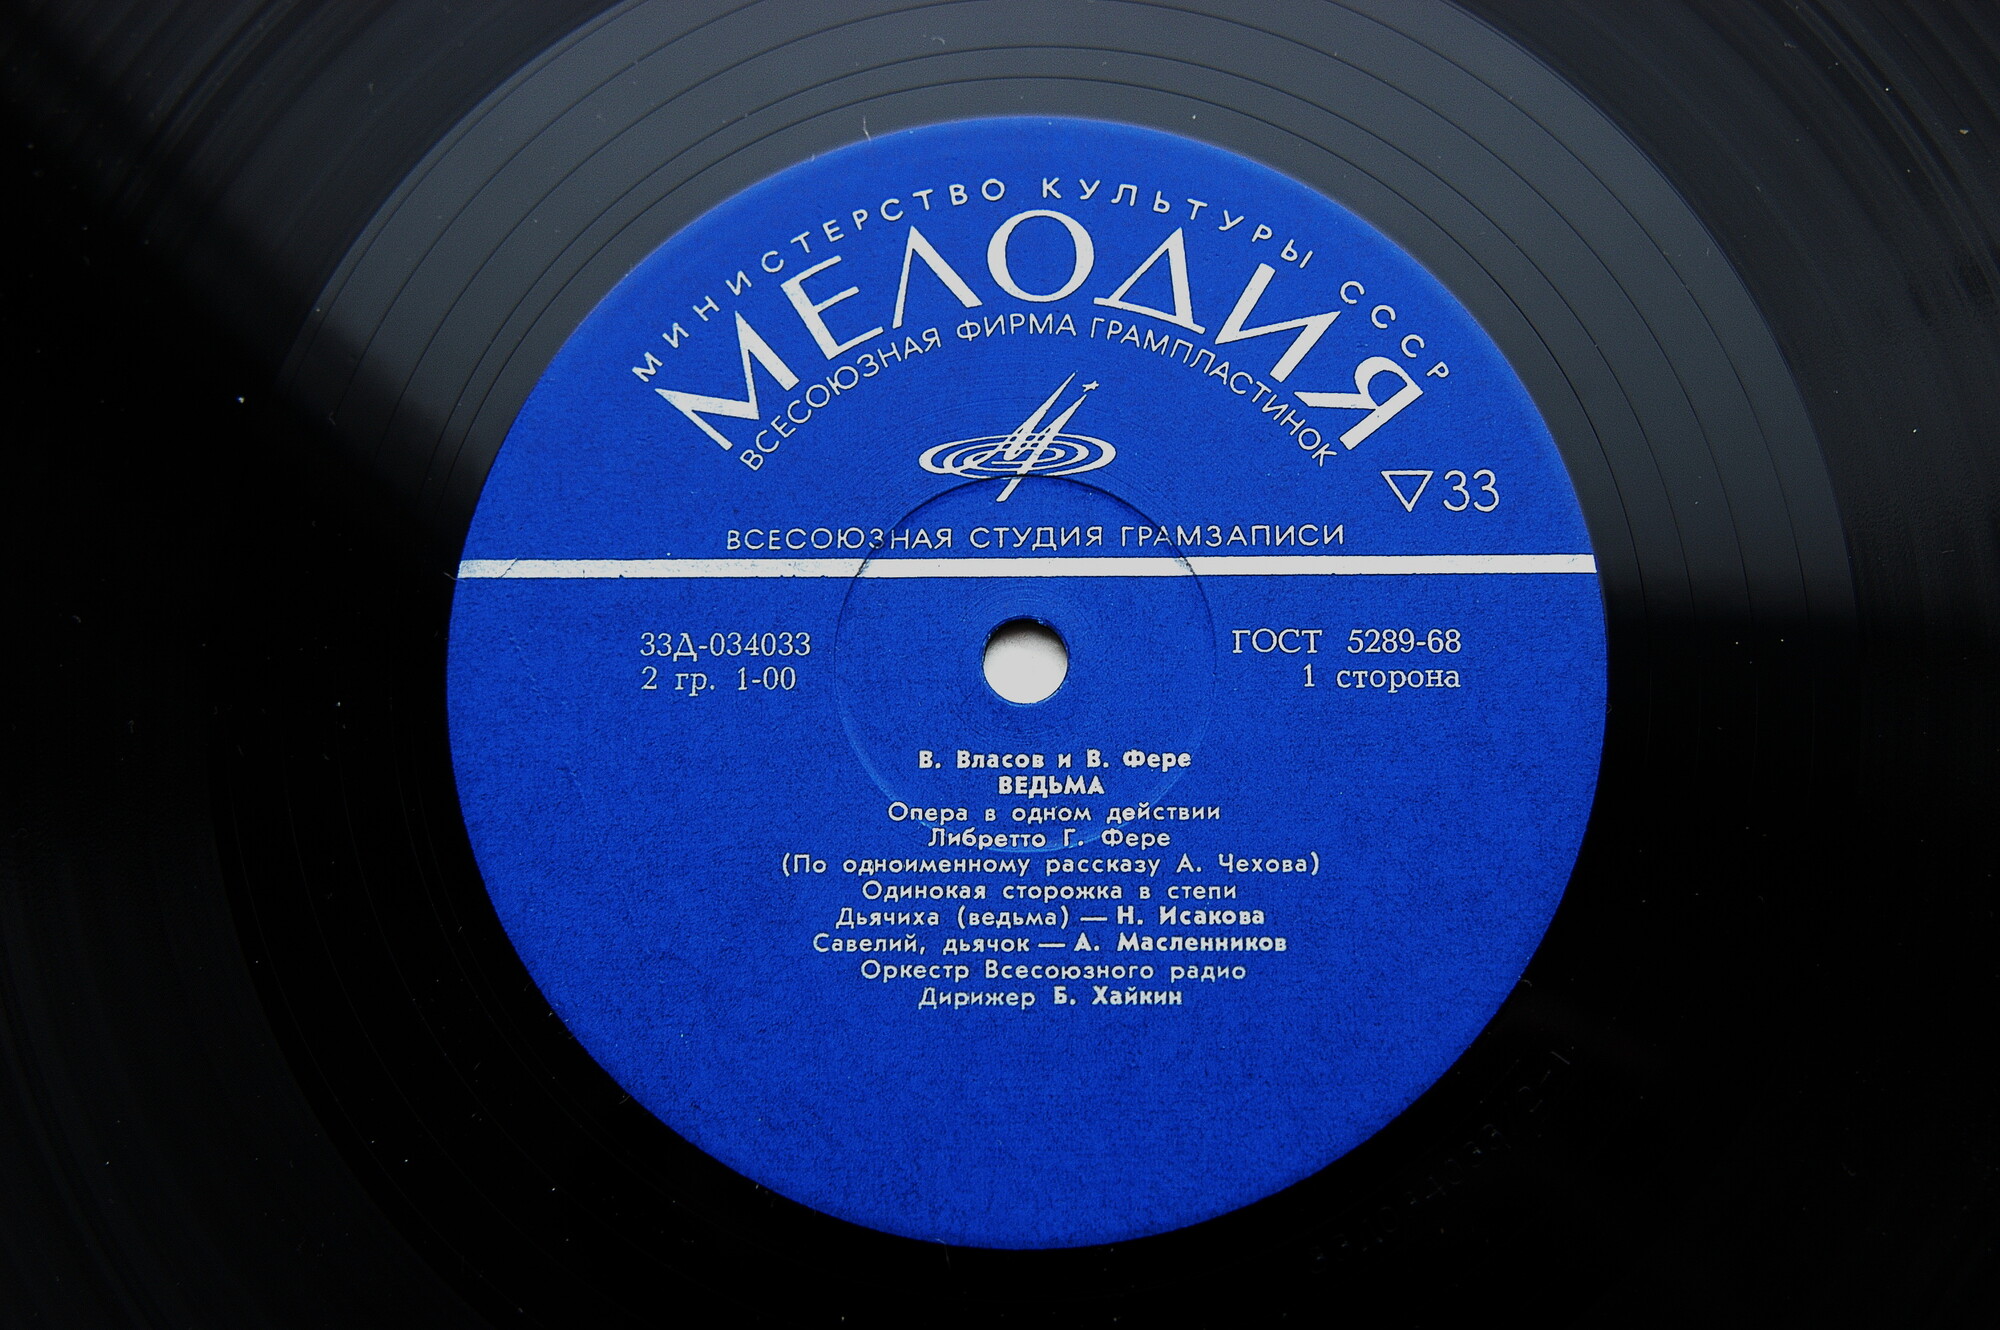 МИНИСТЕРСТВО КУЛЬТУРЫ СССР
МЕЛОДИЯ
ВСЕСОЮЗНАЯ ФИРМА ГРАМПЛАСТИНОК
▽33
ВСЕСОЮЗНАЯ СТУДИЯ ГРАМЗАПИСИ
33Д-034033
2 гр. 1-00
ГОСТ 5289-68
1 сторона
В. Власов и В. Фере
ВЕДЬМА
Опера в одном действии
Либретто Г. Фере
(По одноименному рассказу А. Чехова)
Одинокая сторожка в степи
Дьячиха (ведьма) — Н. Исакова
Савелий, дьячок — А. Масленников
Оркестр Всесоюзного радио
Дирижер Б. Хайкин